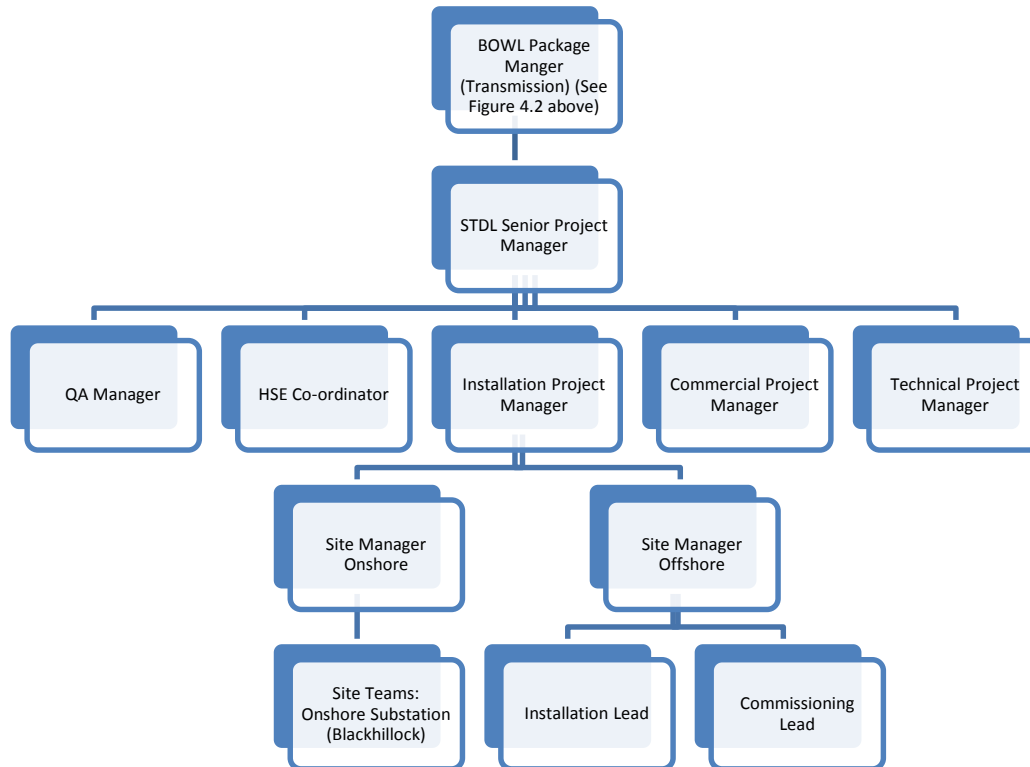 BOWL Package
Manger
(Transmission) (See
Figure 4.2 above)
STDL Senior Project
Manager
QA Manager
HSE Co-ordinator
Installation Project
Manager
Commercial Project
Manager
Technical Project
Manager
Site Manager
Onshore
Site Manager
Offshore
Site Teams:
Onshore Substation
(Blackhillock)
Installation Lead
Commissioning
Lead